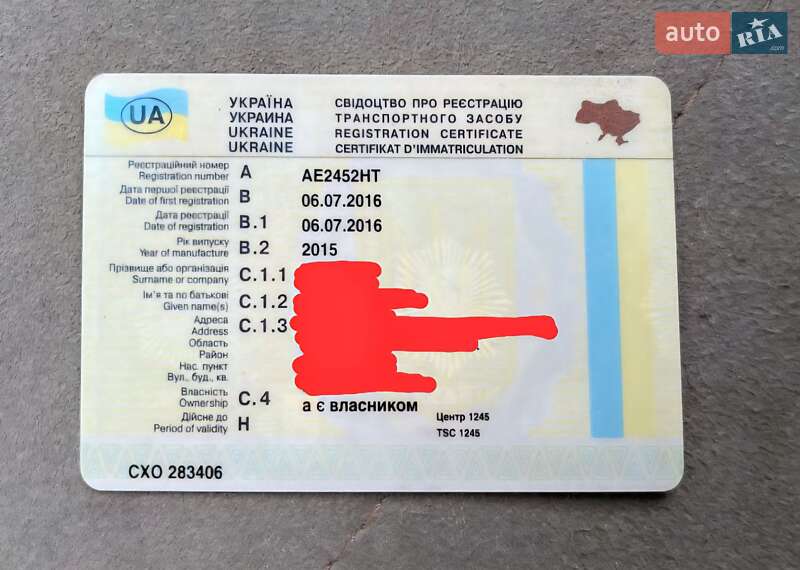 auto RIA.com
UA
УКРАЇНА
УКРАИНА
UKRAINE
UKRAINE
СВІДОЦТВО ПРО РЕЄСТРАЦІЮ
ТРАНСПОРТНОГО ЗАСОБУ
REGISTRATION CERTIFICATE
CERTIFIKAT D'IMMATRICULATION
Реєстраційний номер
Registration number A AE2452HT
Дата першої реєстрації
Date of first registration B 06.07.2016
Дата реєстрації
Date of registration B.1 06.07.2016
Рік випуску
Year of manufacture B.2 2015
Прізвище або організація
Surname or company C.1.1
Ім'я та по батькові
Given name(s) C.1.2
Адреса
Address C.1.3
Область
Район
Нас. пункт
Вул., буд., кв.
Власність
Ownership C.4 а є власником
Дійсне до
Period of validity H
Центр 1245
TSC 1245
СХО 283406